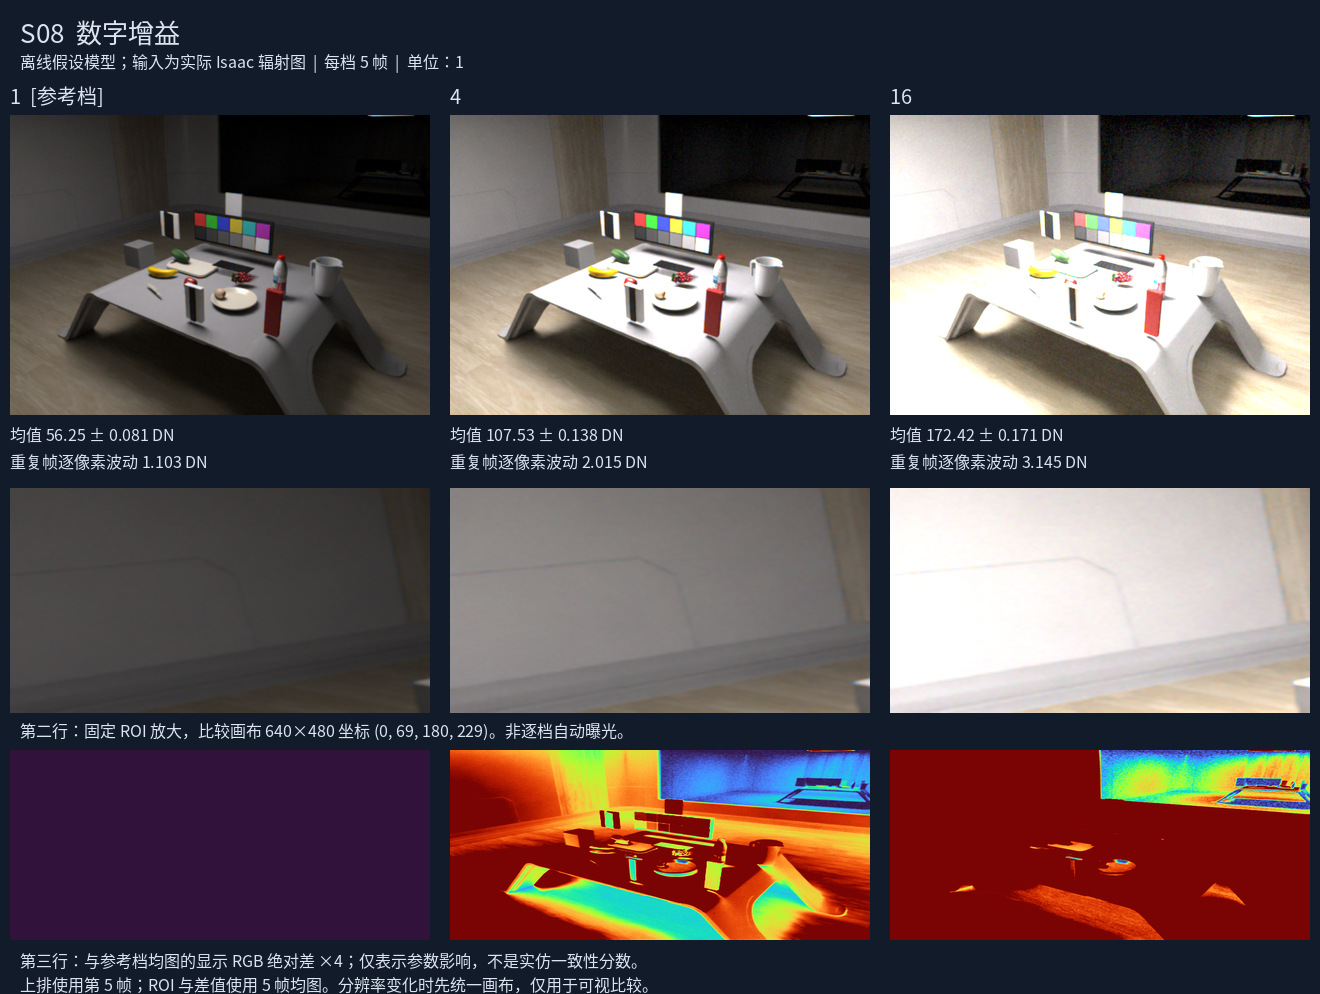 S08 数字增益
离线假设模型；输入为实际 Isaac 辐射图 | 每档 5 帧 | 单位：1
1 [参考档]
4
16
均值 56.25 ± 0.081 DN
重复帧逐像素波动 1.103 DN
均值 107.53 ± 0.138 DN
重复帧逐像素波动 2.015 DN
均值 172.42 ± 0.171 DN
重复帧逐像素波动 3.145 DN
第二行：固定 ROI 放大，比较画布 640×480 坐标 (0, 69, 180, 229)。非逐档自动曝光。
第三行：与参考档均图的显示 RGB 绝对差 ×4；仅表示参数影响，不是实仿一致性分数。
上排使用第 5 帧；ROI 与差值使用 5 帧均图。分辨率变化时先统一画布，仅用于可视比较。